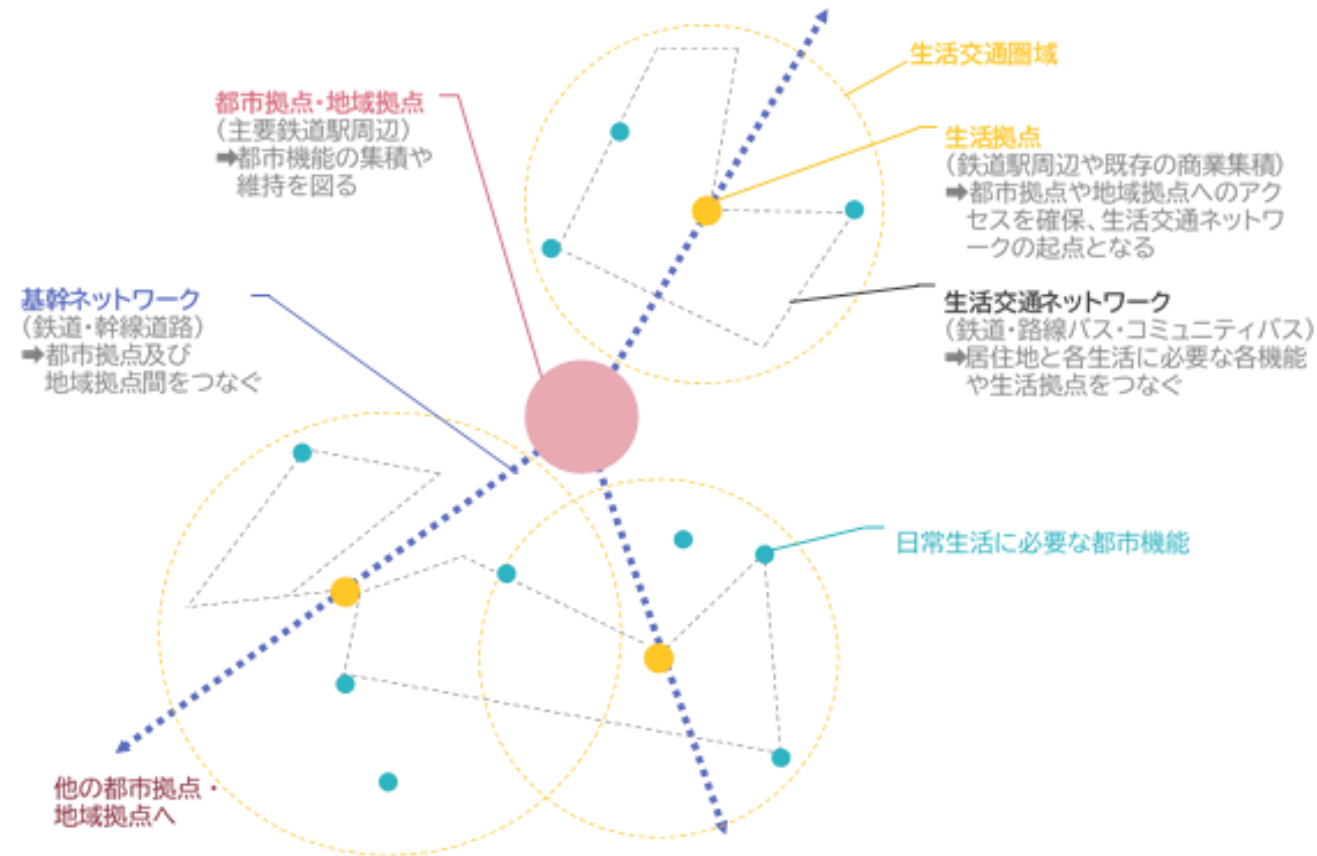 生活交通圏域
都市拠点・地域拠点
（主要鉄道駅周辺）
➡都市機能の集積や
維持を図る
生活拠点
（鉄道駅周辺や既存の商業集積）
➡都市拠点や地域拠点へのアク
セスを確保、生活交通ネットワ
ークの起点となる
基幹ネットワーク
（鉄道・幹線道路）
➡都市拠点及び
地域拠点間をつなぐ
生活交通ネットワーク
（鉄道・路線バス・コミュニティバス）
➡居住地と各生活に必要な各機能
や生活拠点をつなぐ
日常生活に必要な都市機能
他の都市拠点・
地域拠点へ